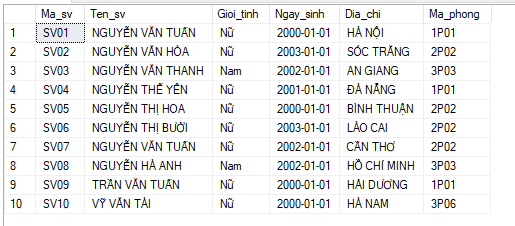 Ma_sv Ten_sv Gioi_tinh Ngay_sinh Dia_chi Ma_phong
1 SV01 NGUYỄN VĂN TUẤN Nữ 2000-01-01 HÀ NỘI 1P01
2 SV02 NGUYỄN VĂN HÒA Nữ 2003-01-01 SÓC TRĂNG 2P02
3 SV03 NGUYỄN VĂN THANH Nam 2002-01-01 AN GIANG 3P03
4 SV04 NGUYỄN THẾ YÊN Nữ 2001-01-01 ĐÀ NẴNG 1P01
5 SV05 NGUYỄN THỊ HOA Nữ 2000-01-01 BÌNH THUẬN 2P02
6 SV06 NGUYỄN THỊ BƯỞI Nữ 2003-01-01 LÀO CAI 2P02
7 SV07 NGUYỄN VĂN TUẤN Nữ 2002-01-01 CẦN THƠ 2P02
8 SV08 NGUYỄN HÀ ANH Nam 2002-01-01 HỒ CHÍ MINH 3P03
9 SV09 TRẦN VĂN TUẤN Nữ 2000-01-01 HẢI DƯƠNG 1P01
10 SV10 VỸ VĂN TÀI Nữ 2000-01-01 HÀ NAM 3P06